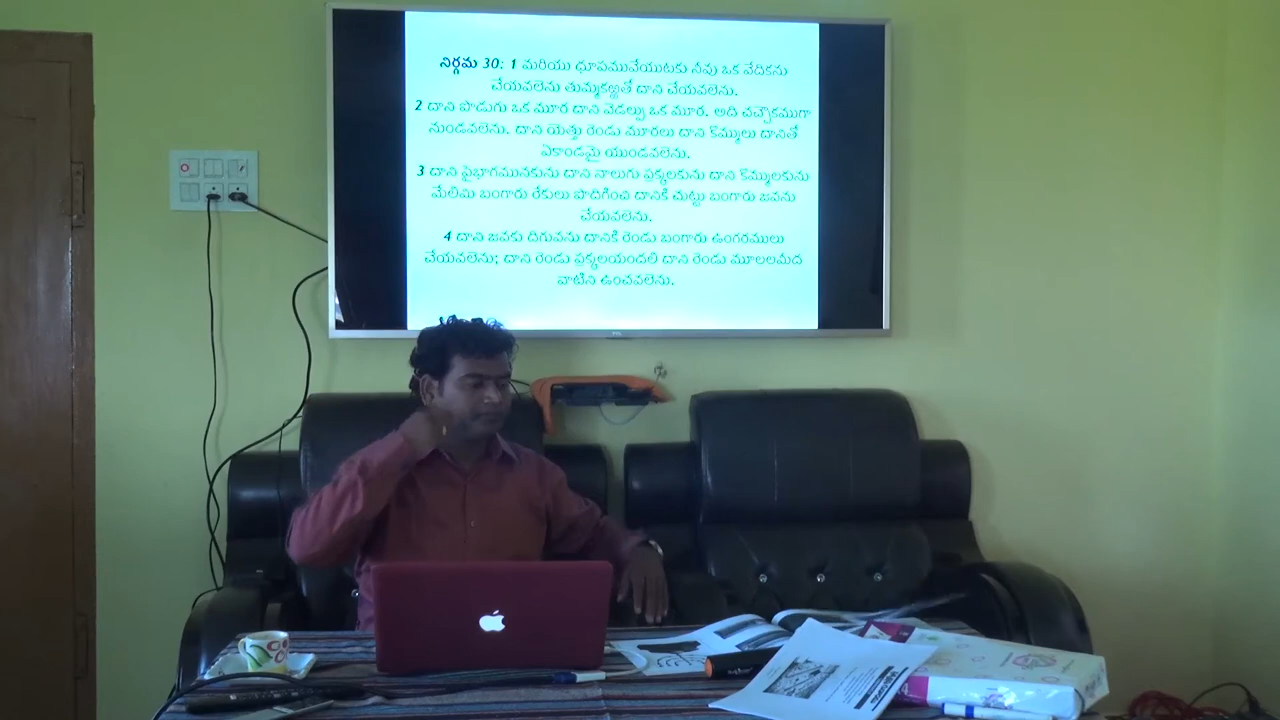 నిర్గమ 30: 1 మరియు ధూపమువేయుటకు నీవు ఒక వేదికను
చేయవలెను తుమ్మకఱ్ఱతో దాని చేయవలెను.
2 దాని పొడుగు ఒక మూర దాని వెడల్పు ఒక మూర. అది చచ్చౌకముగా
నుండవలెను. దాని యెత్తు రెండు మూరలు దాని కొమ్ములు దానితో
ఏకాండమై యుండవలెను.
3 దాని పైభాగమునకును దాని నాలుగు ప్రక్కలకును దాని కొమ్ములకును
మేలిమి బంగారు రేకులు పొదిగించి దానికి చుట్టు బంగారు జవను
చేయవలెను.
4 దాని జవకు దిగువను దానికి రెండు బంగారు ఉంగరములు
చేయవలెను; దాని రెండు ప్రక్కలయందలి దాని రెండు మూలలమీద
వాటిని ఉంచవలెను.